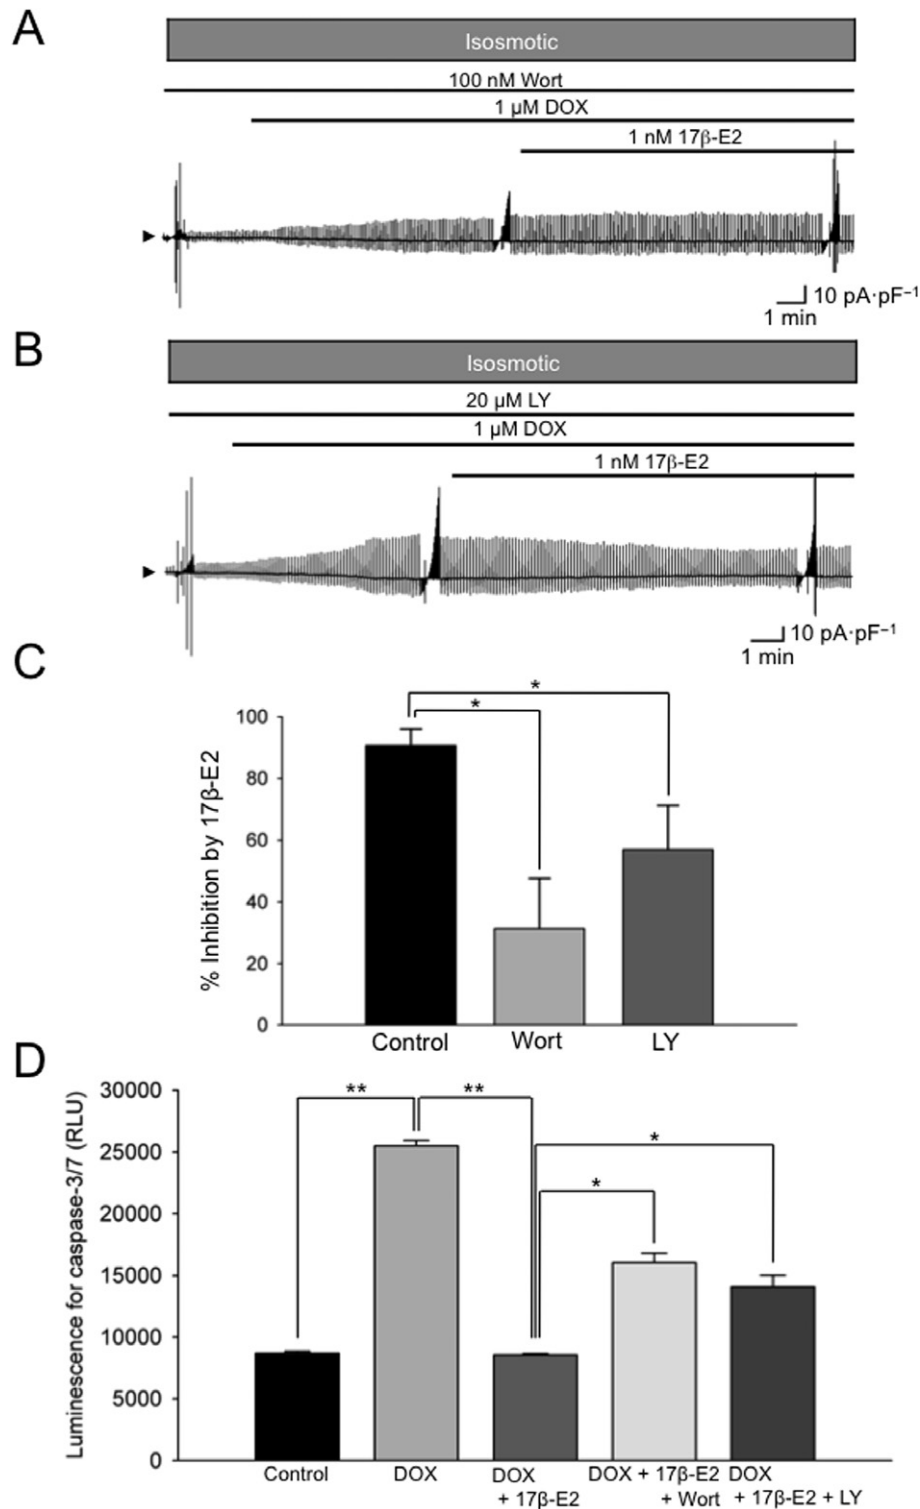 A
Isosmotic
100 nM Wort
1 μM DOX
1 nM 17β-E2
10 pA·pF⁻¹
1 min
B
Isosmotic
20 μM LY
1 μM DOX
1 nM 17β-E2
10 pA·pF⁻¹
1 min
C
% Inhibition by 17β-E2
100
80
60
40
20
0
*
*
Control
Wort
LY
D
Luminescence for caspase-3/7 (RLU)
30000
25000
20000
15000
10000
5000
0
**
**
*
*
Control
DOX
DOX
+ 17β-E2
DOX + 17β-E2
+ Wort
DOX
+ 17β-E2 + LY